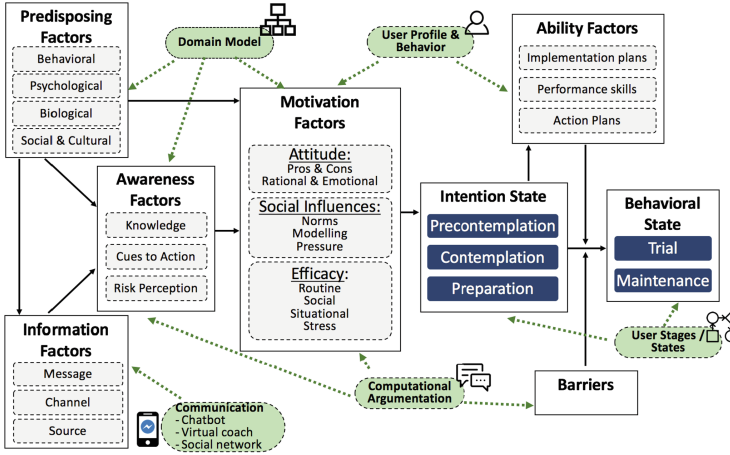 Predisposing
Factors
Behavioral
Psychological
Biological
Social & Cultural
Domain Model
User Profile &
Behavior
Ability Factors
Implementation plans
Performance skills
Action Plans
Motivation
Factors
Attitude:
Pros & Cons
Rational & Emotional
Social Influences:
Norms
Modelling
Pressure
Efficacy:
Routine
Social
Situational
Stress
Awareness
Factors
Knowledge
Cues to Action
Risk Perception
Intention State
Precontemplation
Contemplation
Preparation
Behavioral
State
Trial
Maintenance
User Stages /
States
Information
Factors
Message
Channel
Source
Communication
- Chatbot
- Virtual coach
- Social network
Computational
Argumentation
Barriers